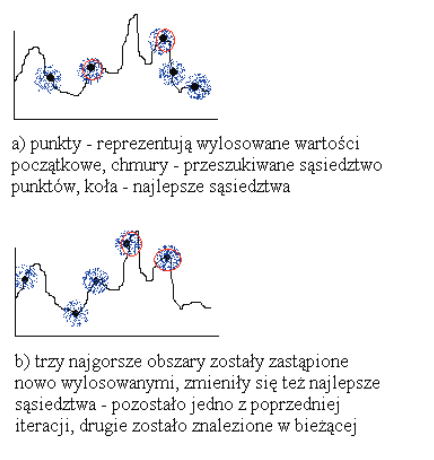 a) punkty - reprezentują wylosowane wartości
początkowe, chmury - przeszukiwane sąsiedztwo
punktów, koła - najlepsze sąsiedztwa
b) trzy najgorsze obszary zostały zastąpione
nowo wylosowanymi, zmieniły się też najlepsze
sąsiedztwa - pozostało jedno z poprzedniej
iteracji, drugie zostało znalezione w bieżącej